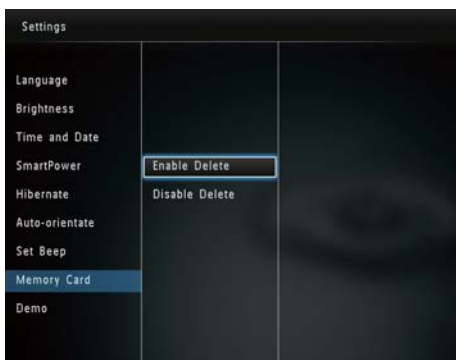 Settings
Language
Brightness
Time and Date
SmartPower
Hibernate
Auto-orientate
Set Beep
Memory Card
Demo
Enable Delete
Disable Delete